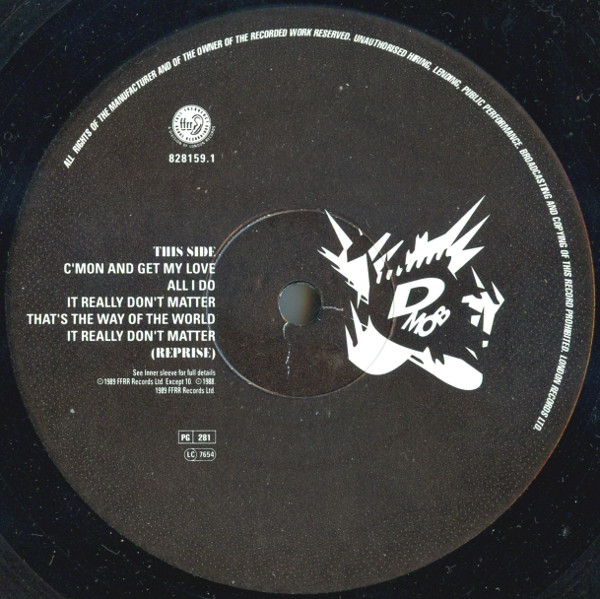 ALL RIGHTS OF THE MANUFACTURER AND OF THE OWNER OF THE RECORDED WORK RESERVED. UNAUTHORISED HIRING, LENDING, PUBLIC PERFORMANCE, BROADCASTING AND COPYING OF THIS RECORD PROHIBITED. LONDON RECORDS LTD.
ffrr
828159.1
THIS SIDE
C'MON AND GET MY LOVE
ALL I DO
IT REALLY DON'T MATTER
THAT'S THE WAY OF THE WORLD
IT REALLY DON'T MATTER
(REPRISE)
D
MOB
See Inner sleeve for full details
©1989 FFRR Records Ltd. Except 10. ©1988.
1989 FFRR Records Ltd.
PG 281
LC 7654